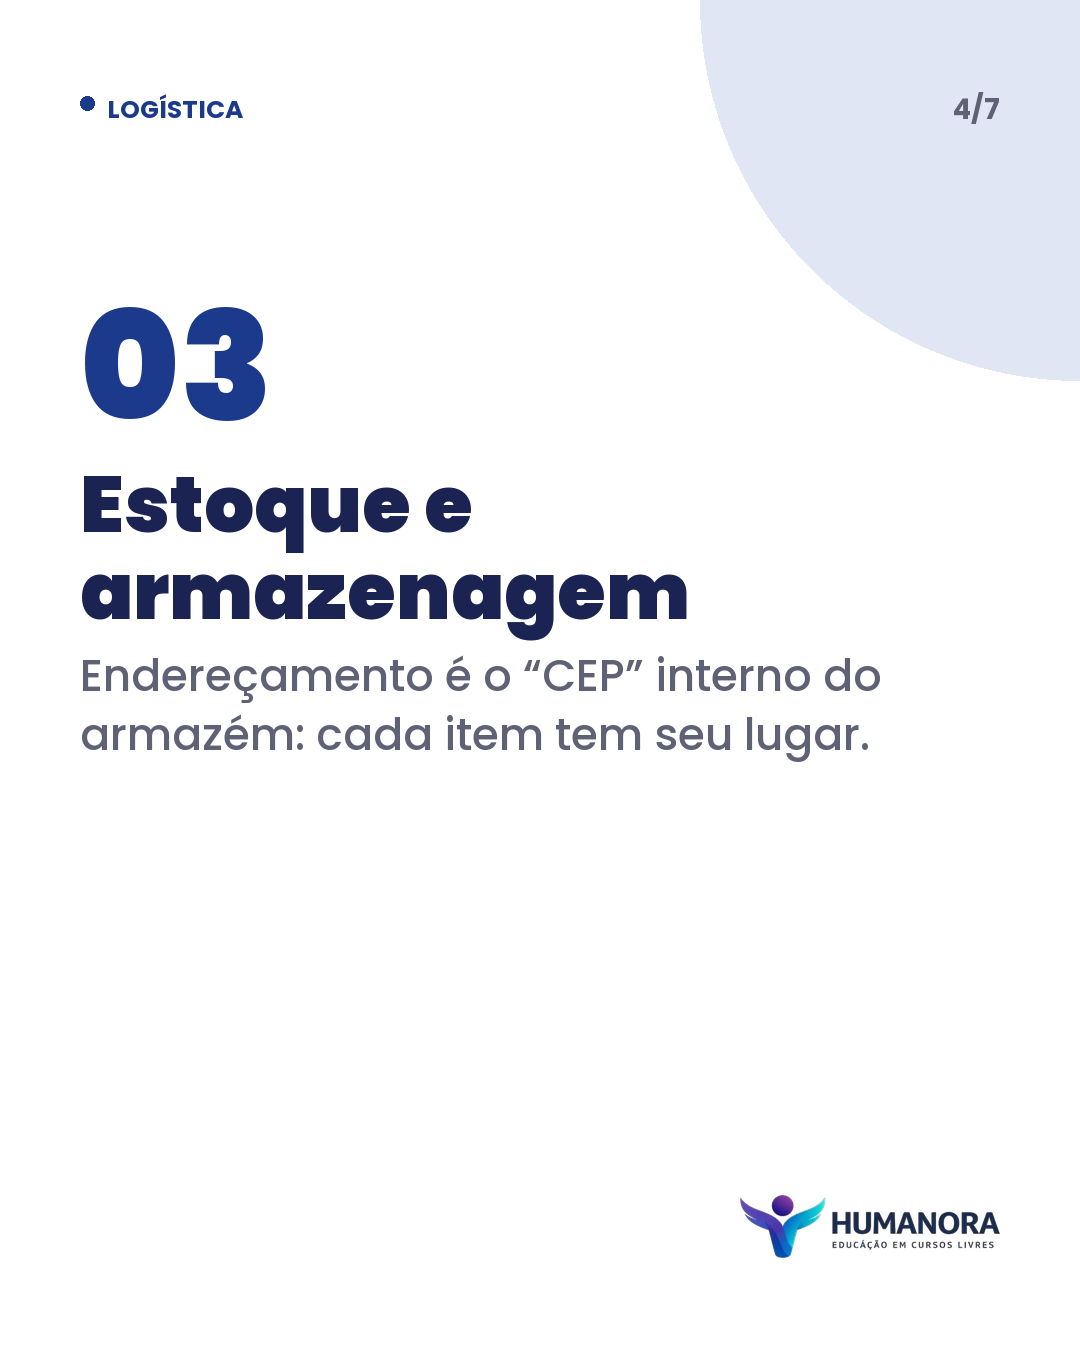 LOGÍSTICA
4/7
03
Estoque e
armazenagem
Endereçamento é o “CEP” interno do
armazém: cada item tem seu lugar.
HUMANORA
EDUCÁÇÃO EM CURSOS LIVRES